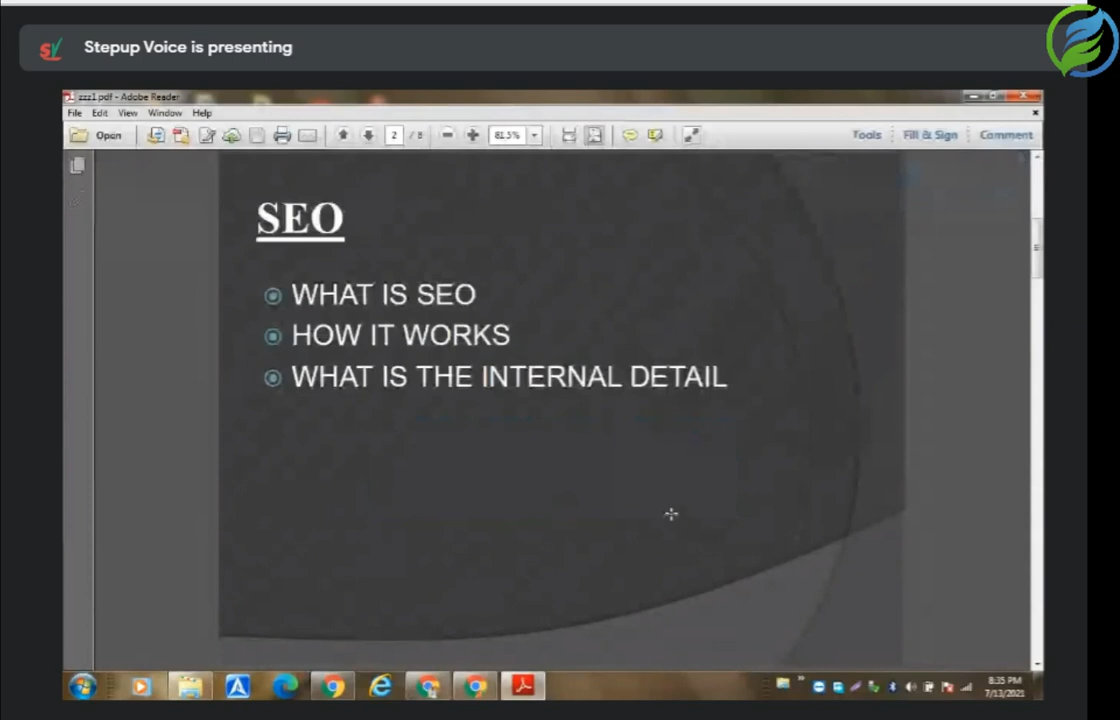 Stepup Voice is presenting
zzz1.pdf - Adobe Reader
File Edit View Window Help
Open 2 / 8 81.5% Tools Fill & Sign Comment
SEO
WHAT IS SEO
HOW IT WORKS
WHAT IS THE INTERNAL DETAIL
8:35 PM
7/13/2021